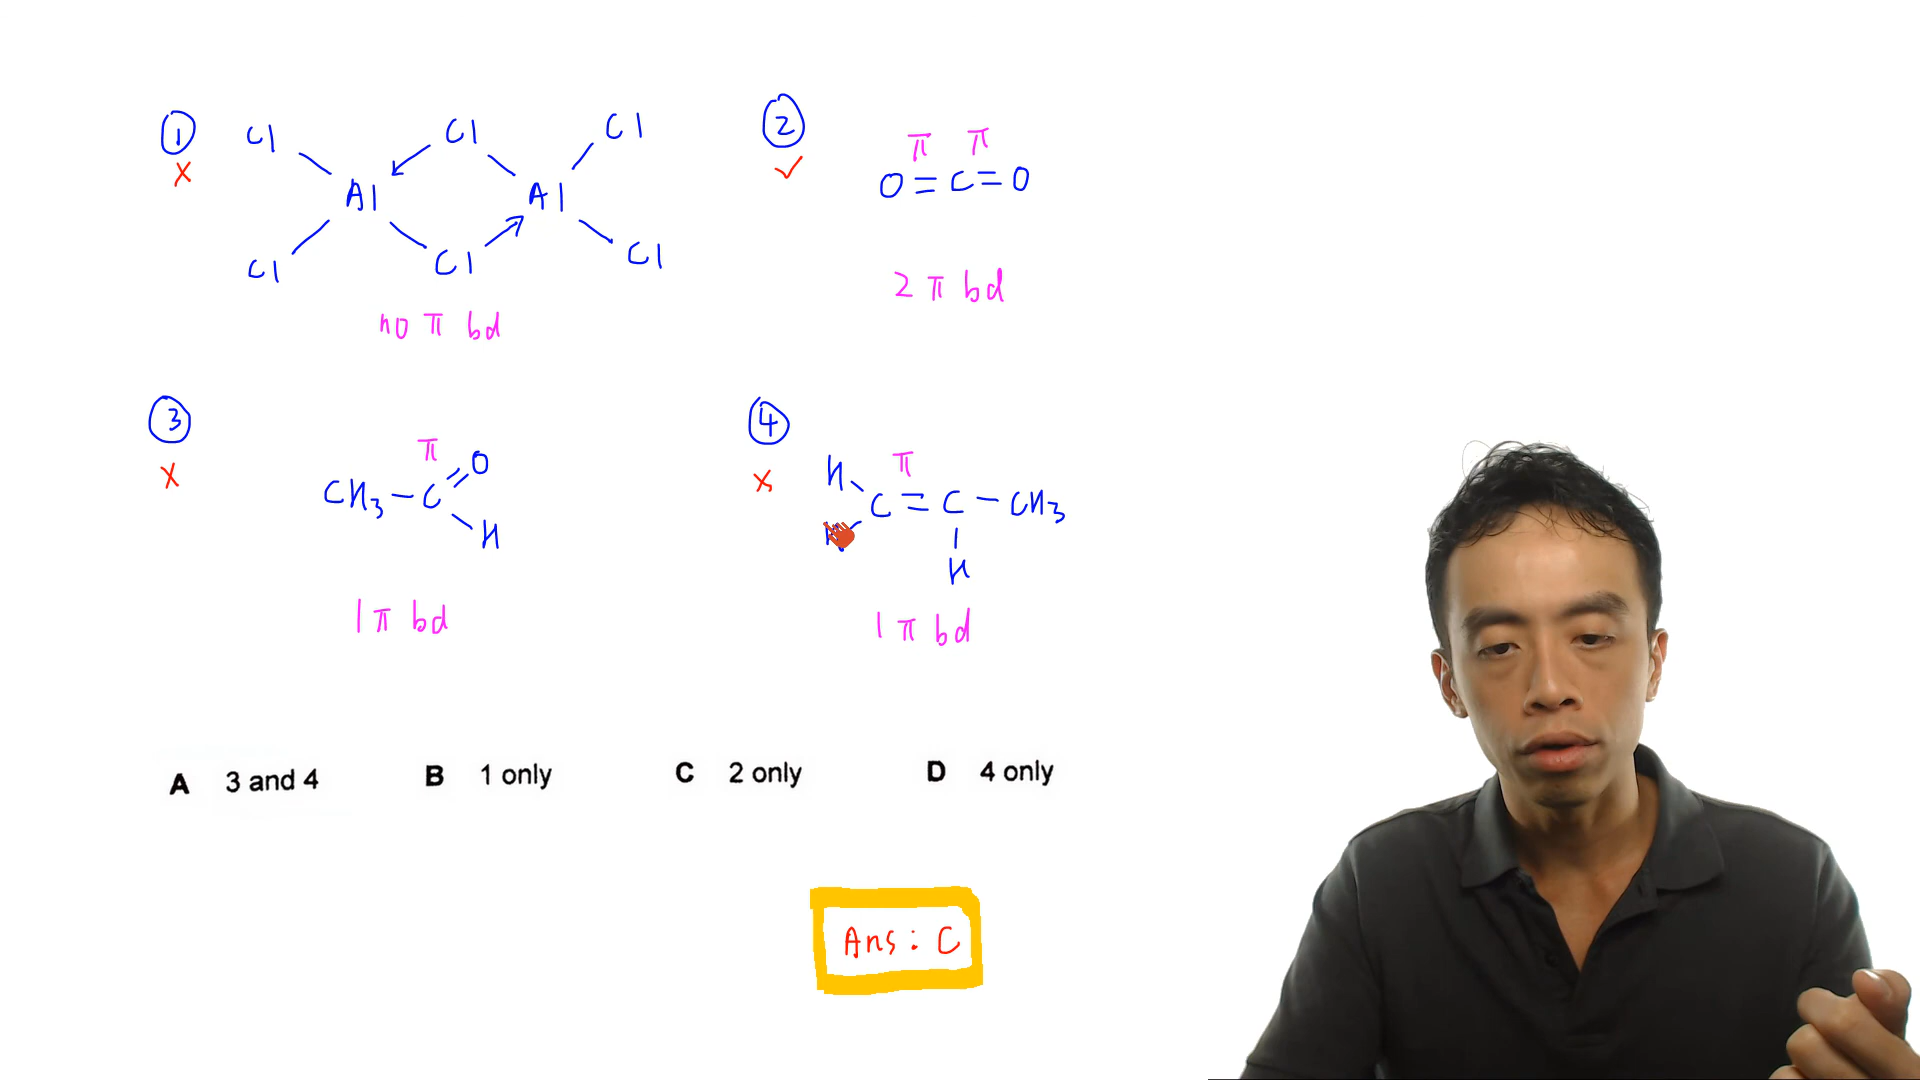 ① Cl Cl Cl
X
Al Al
Cl Cl Cl
no π bd
② π π
✓ O=C=O
2 π bd
③ π
X CH3-C=O
H
1 π bd
④ π
X H
C=C-CH3
H
1 π bd
A 3 and 4 B 1 only C 2 only D 4 only
Ans: C